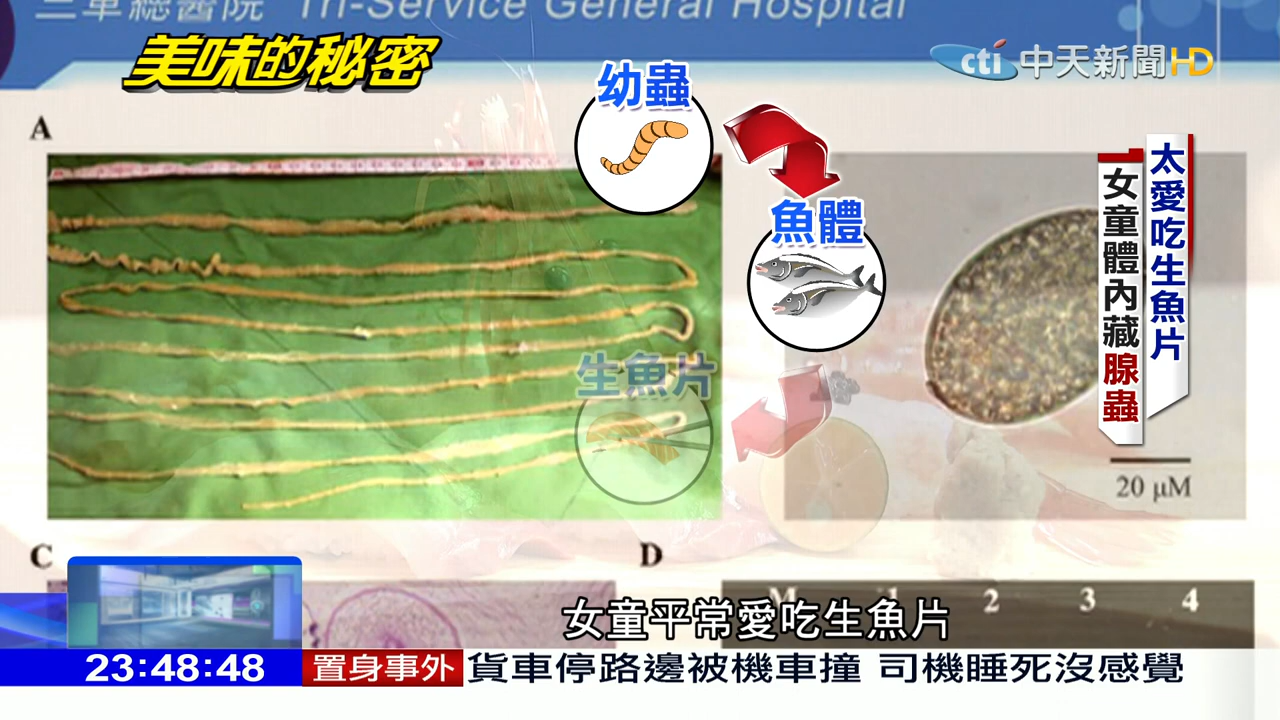 三軍總醫院 Tri-Service General Hospital
美味的秘密
cti 中天新聞HD
A
幼蟲
魚體
生魚片
太愛吃生魚片
女童體內藏腺蟲
20 µM
C
D
M 1 2 3 4
女童平常愛吃生魚片
23:48:48 置身事外 貨車停路邊被機車撞 司機睡死沒感覺